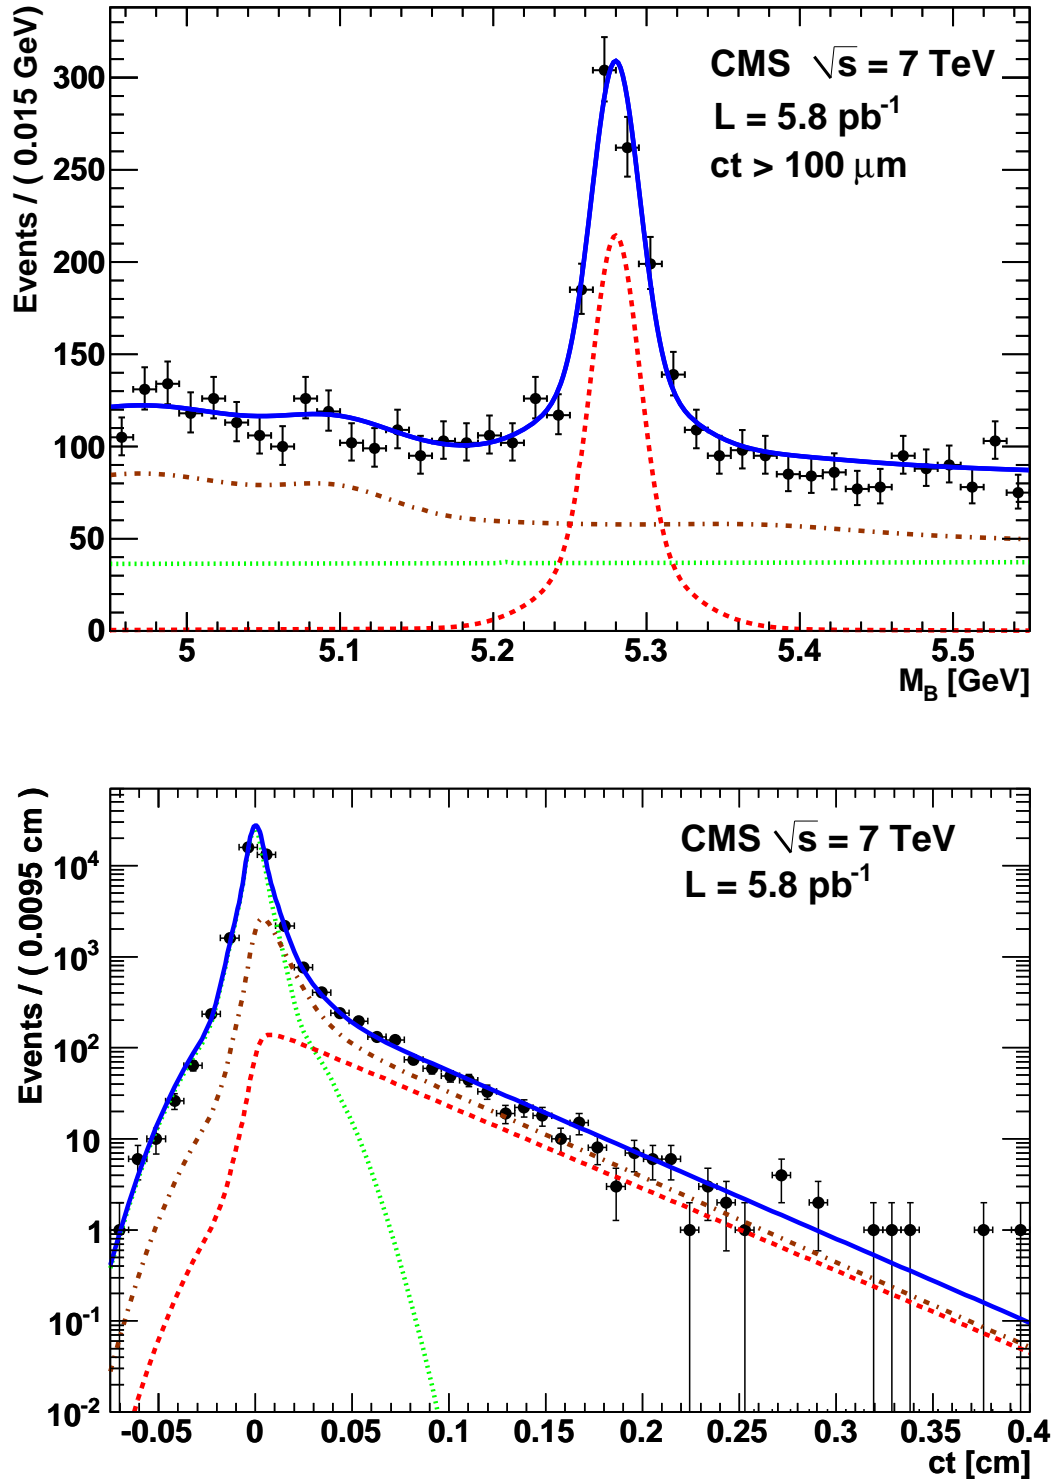 Events / ( 0.015 GeV)
300
250
200
150
100
50
0
CMS √s = 7 TeV
L = 5.8 pb⁻¹
ct > 100 μm
5 5.1 5.2 5.3 5.4 5.5
M_B [GeV]
Events / ( 0.0095 cm)
10⁴
10³
10²
10
1
10⁻¹
10⁻²
CMS √s = 7 TeV
L = 5.8 pb⁻¹
-0.05 0 0.05 0.1 0.15 0.2 0.25 0.3 0.35 0.4
ct [cm]